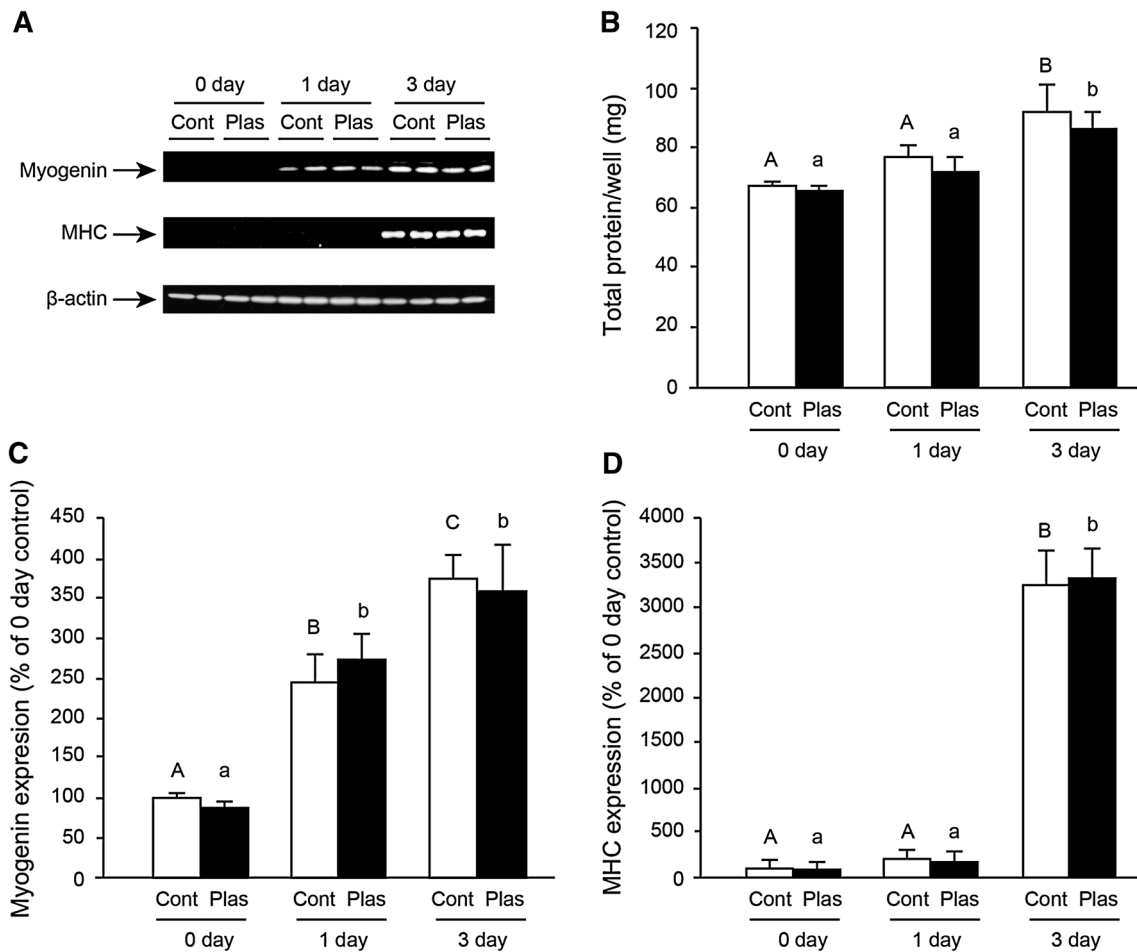 A
0 day 1 day 3 day
Cont Plas Cont Plas Cont Plas
Myogenin
MHC
β-actin
B
Total protein/well (mg)
120
100
80
60
40
20
0
A a A a B b
Cont Plas Cont Plas Cont Plas
0 day 1 day 3 day
C
Myogenin expresion (% of 0 day control)
450
400
350
300
250
200
150
100
50
0
A a B b C b
Cont Plas Cont Plas Cont Plas
0 day 1 day 3 day
D
MHC expression (% of 0 day control)
4000
3500
3000
2500
2000
1500
1000
500
0
A a A a B b
Cont Plas Cont Plas Cont Plas
0 day 1 day 3 day